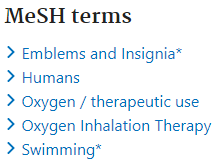 MeSH terms
Emblems and Insignia*
Humans
Oxygen / therapeutic use
Oxygen Inhalation Therapy
Swimming*